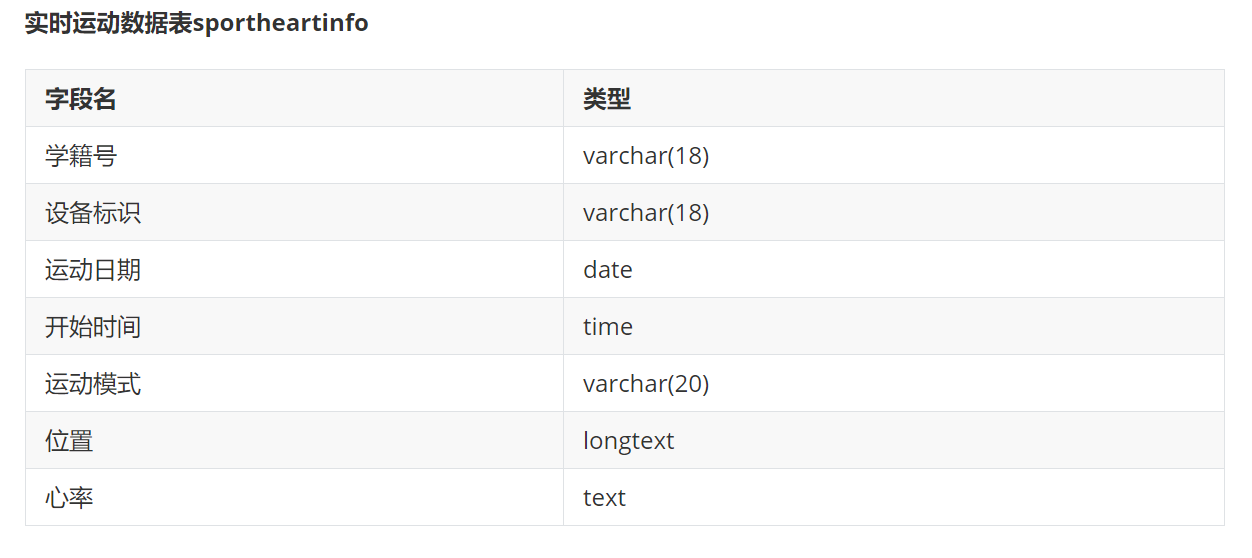 实时运动数据表sportheartinfo
字段名 类型
学籍号 varchar(18)
设备标识 varchar(18)
运动日期 date
开始时间 time
运动模式 varchar(20)
位置 longtext
心率 text